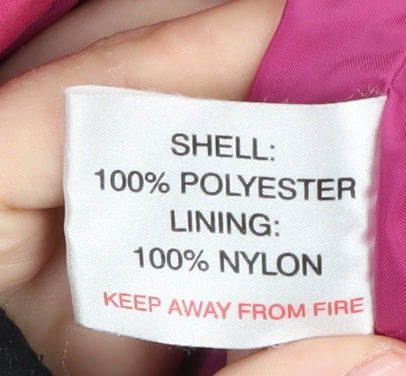 SHELL:
100% POLYESTER
LINING:
100% NYLON
KEEP AWAY FROM FIRE